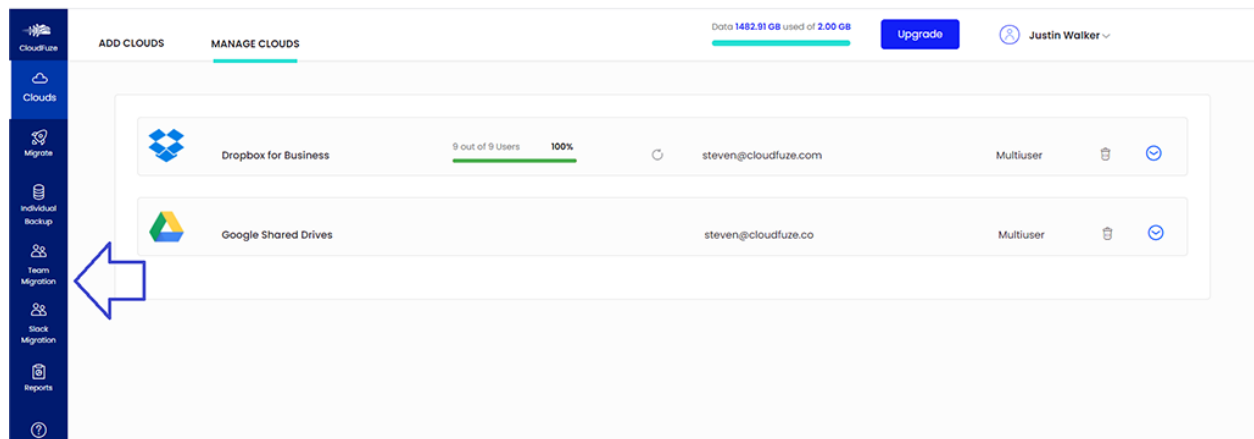 CloudFuze
ADD CLOUDS
MANAGE CLOUDS
Data 1482.91 GB used of 2.00 GB
Upgrade
Justin Walker
Clouds
Migrate
Individual
Backup
Team
Migration
Slack
Migration
Reports
Dropbox for Business
9 out of 9 Users 100%
steven@cloudfuze.com
Multiuser
Google Shared Drives
steven@cloudfuze.co
Multiuser